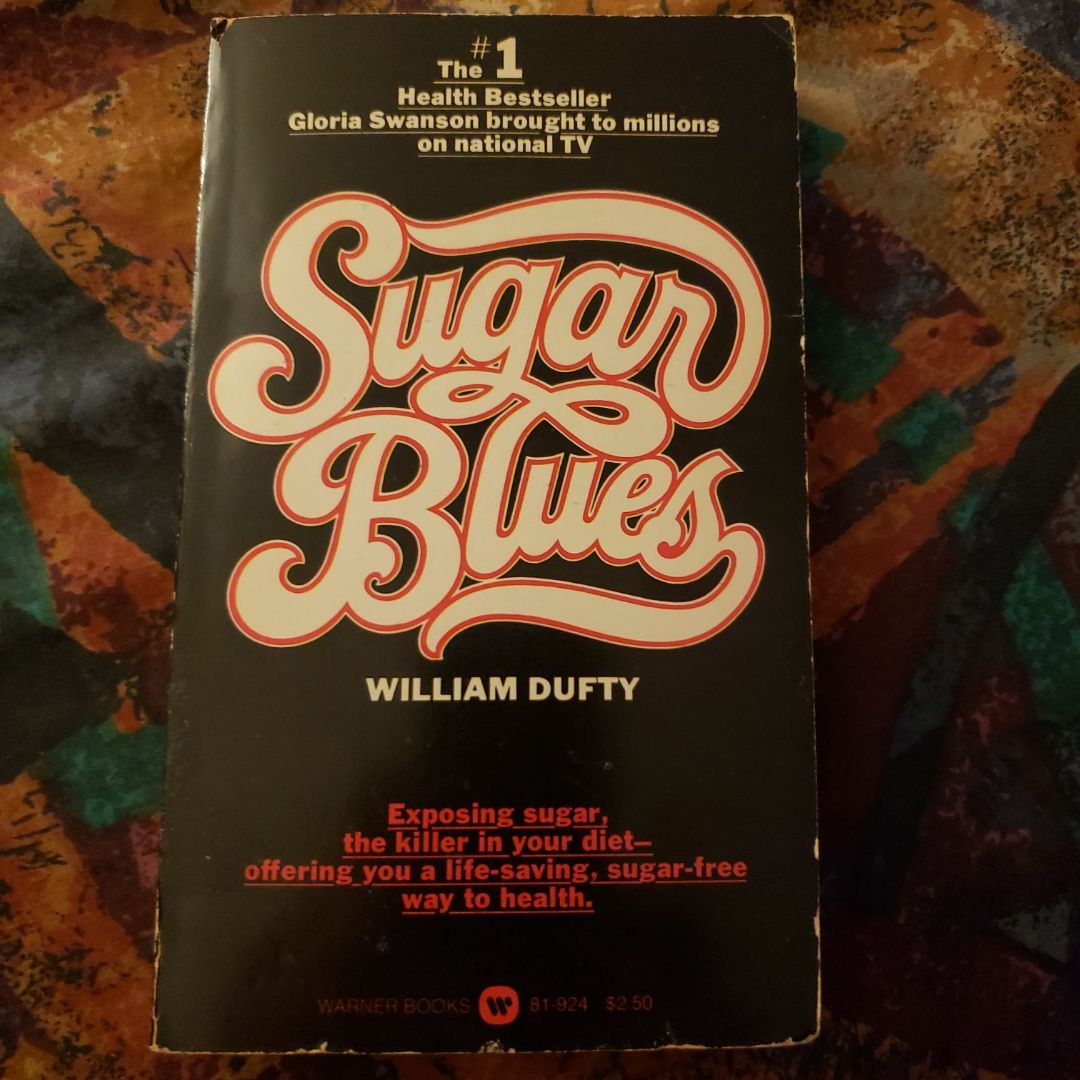 The #1
Health Bestseller
Gloria Swanson brought to millions
on national TV
Sugar
Blues
WILLIAM DUFTY
Exposing sugar,
the killer in your diet—
offering you a life-saving, sugar-free
way to health.
WARNER BOOKS W 81-924 $2.50